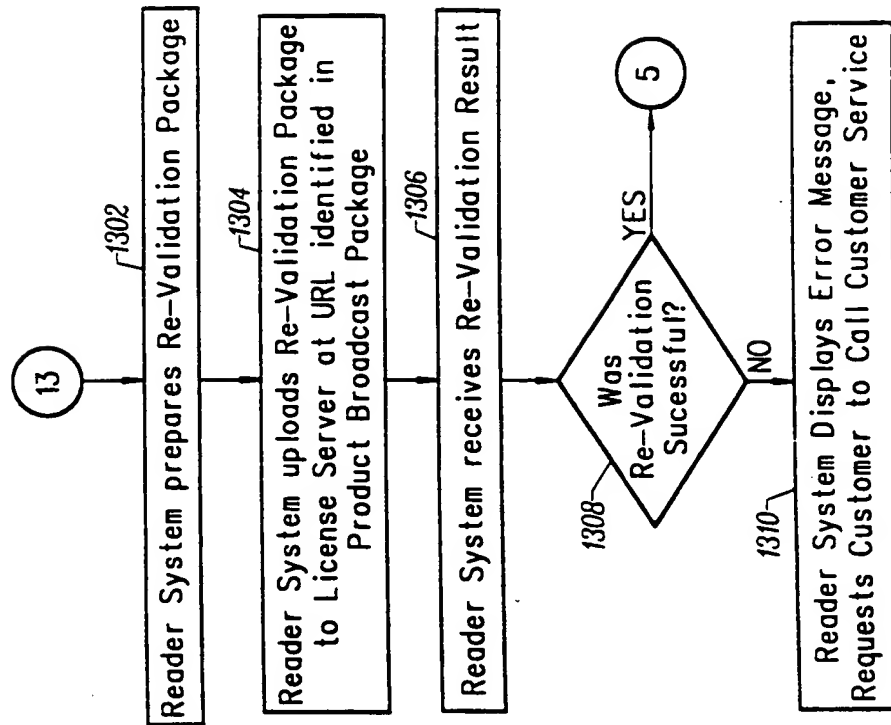 13
1302
Reader System prepares Re-Validation Package
1304
Reader System uploads Re-Validation Package
to License Server at URL identified in
Product Broadcast Package
1306
Reader System receives Re-Validation Result
1308
Was
Re-Validation
Sucessful?
YES
5
NO
1310
Reader System Displays Error Message,
Requests Customer to Call Customer Service